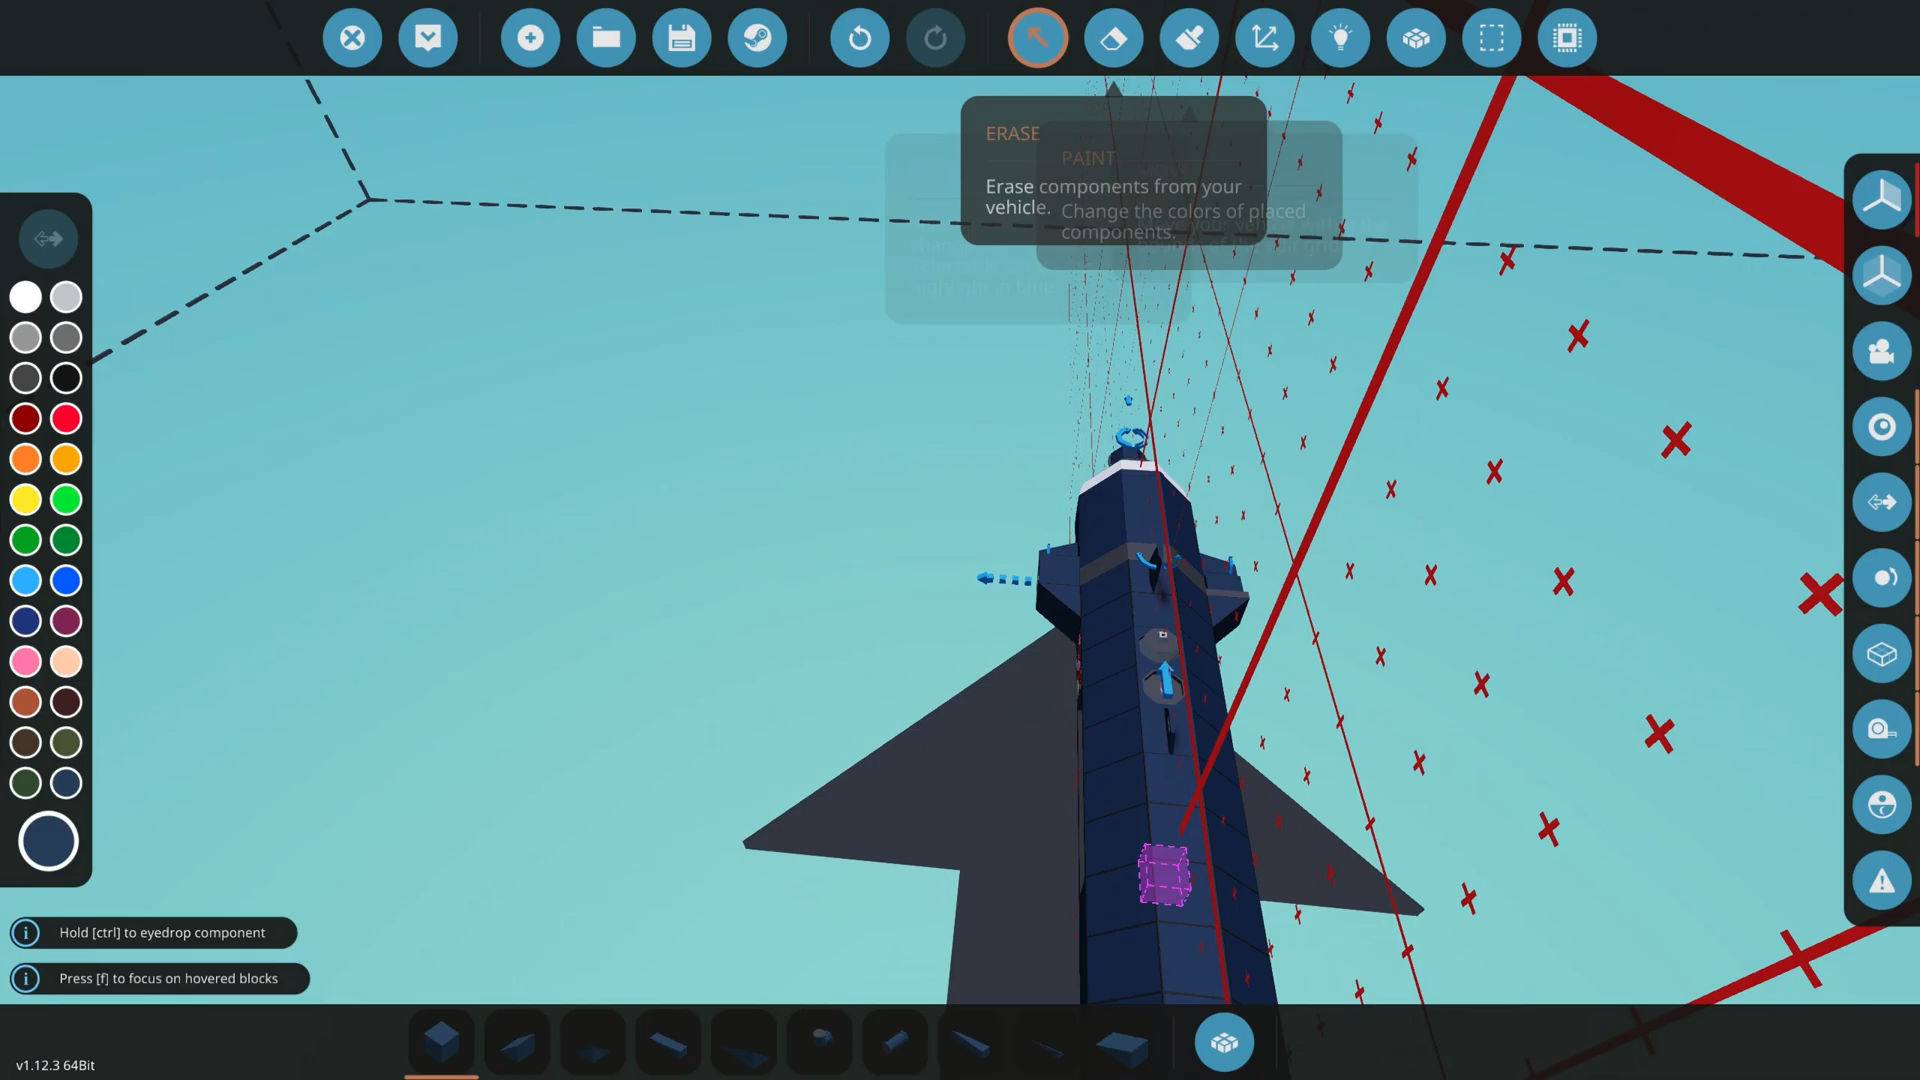 ERASE
PAINT
Erase components from your
vehicle.
Change the colors of placed
components.
Hold [ctrl] to eyedrop component
Press [f] to focus on hovered blocks
v1.12.3 64Bit